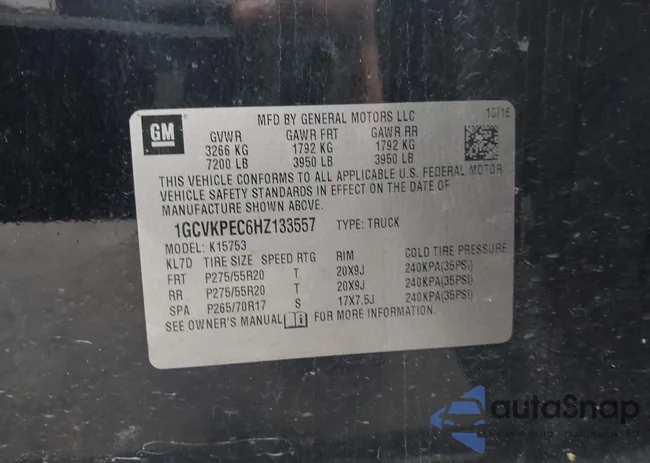 MFD BY GENERAL MOTORS LLC 10/16
GM
GVWR GAWR FRT GAWR RR
3266 KG 1792 KG 1792 KG
7200 LB 3950 LB 3950 LB
THIS VEHICLE CONFORMS TO ALL APPLICABLE U.S. FEDERAL MOTOR
VEHICLE SAFETY STANDARDS IN EFFECT ON THE DATE OF
MANUFACTURE SHOWN ABOVE.
1GCVKPEC6HZ133557 TYPE: TRUCK
MODEL: K15753
KL7D TIRE SIZE SPEED RTG RIM COLD TIRE PRESSURE
FRT P275/55R20 T 20X9J 240KPA(35PSI)
RR P275/55R20 T 20X9J 240KPA(35PSI)
SPA P265/70R17 S 17X7.5J 240KPA(35PSI)
SEE OWNER'S MANUAL FOR MORE INFORMATION.
autaSnap